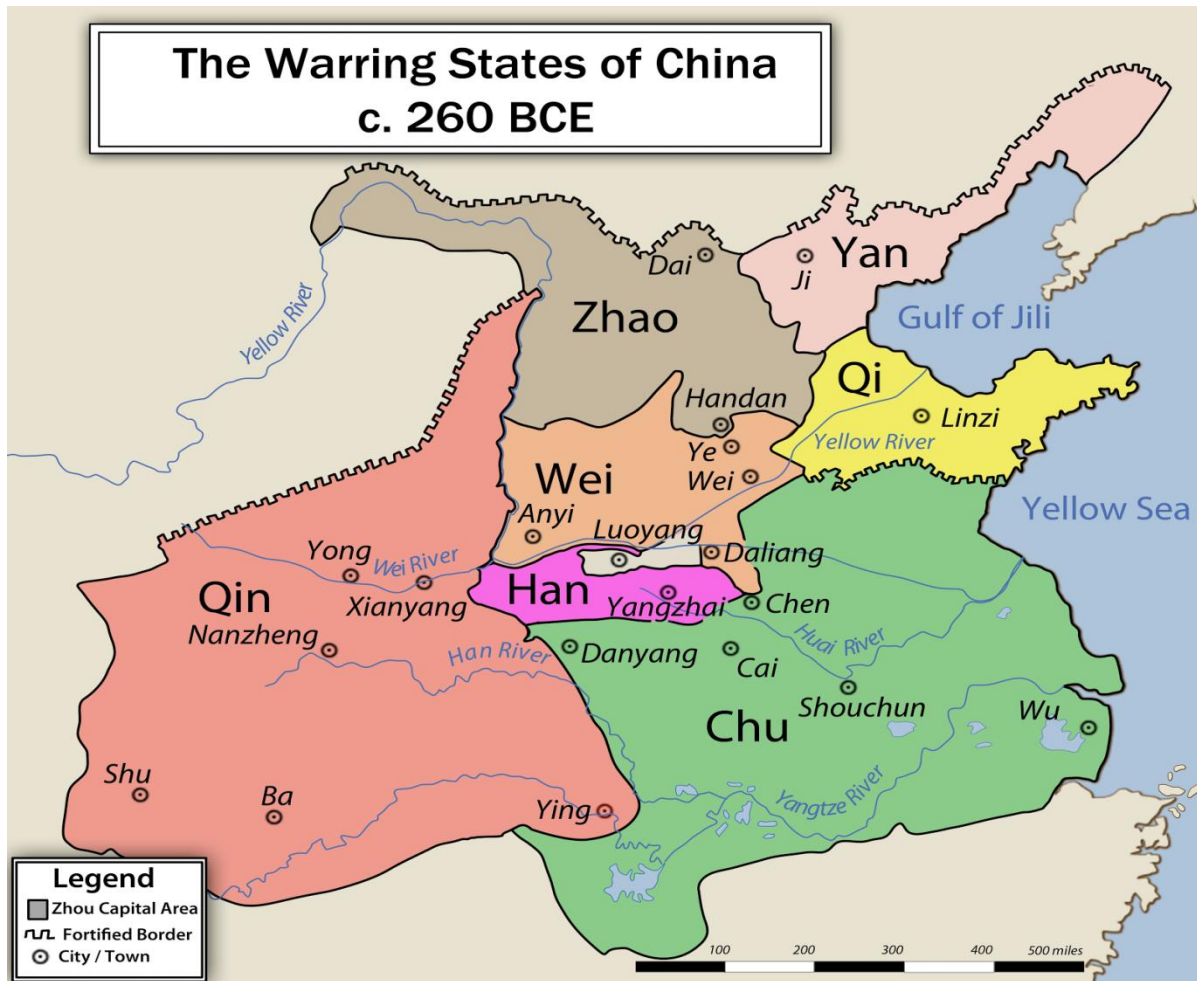 The Warring States of China
c. 260 BCE
Yan
Dai
Ji
Zhao
Gulf of Jili
Yellow River
Qi
Handan
Linzi
Yellow River
Ye
Wei
Wei
Yellow Sea
Anyi
Luoyang
Daliang
Yong
Wei River
Qin
Xianyang
Han
Yangzhai
Chen
Nanzheng
Han River
Danyang
Huai River
Cai
Shouchun
Chu
Wu
Shu
Ba
Ying
Yangtze River
Legend
Zhou Capital Area
Fortified Border
City / Town
100 200 300 400 500 miles